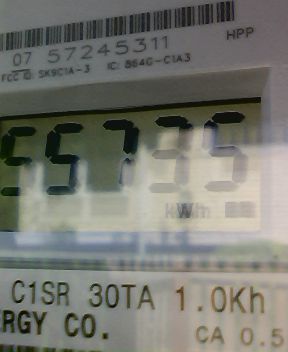 07 57245311
HPP
FCC ID: SK9C1A-3 IC: 864G-C1A3
55735
kWh
C1SR 30TA 1.0Kh
RGY CO.
CA 0.5